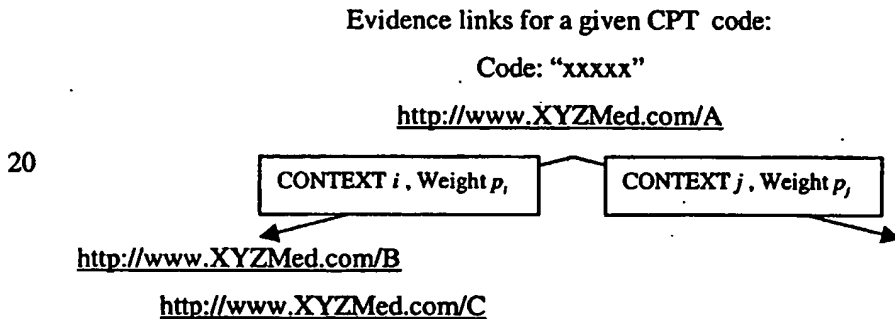 Evidence links for a given CPT code:
Code: “xxxxx”
http://www.XYZMed.com/A
20
CONTEXT i , Weight pᵢ
CONTEXT j , Weight pⱼ
http://www.XYZMed.com/B
http://www.XYZMed.com/C